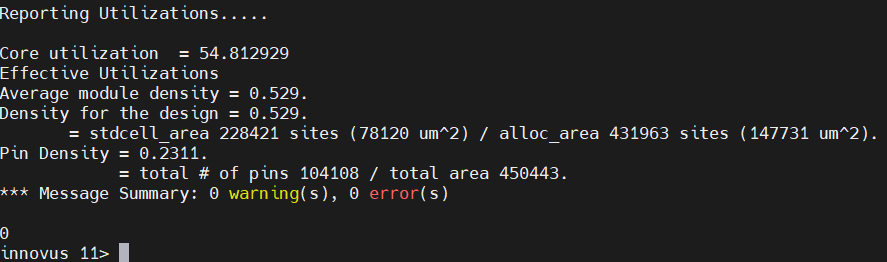 Reporting Utilizations.....
Core utilization  = 54.812929
Effective Utilizations
Average module density = 0.529.
Density for the design = 0.529.
       = stdcell_area 228421 sites (78120 um^2) / alloc_area 431963 sites (147731 um^2).
Pin Density = 0.2311.
            = total # of pins 104108 / total area 450443.
*** Message Summary: 0 warning(s), 0 error(s)
0
innovus 11>